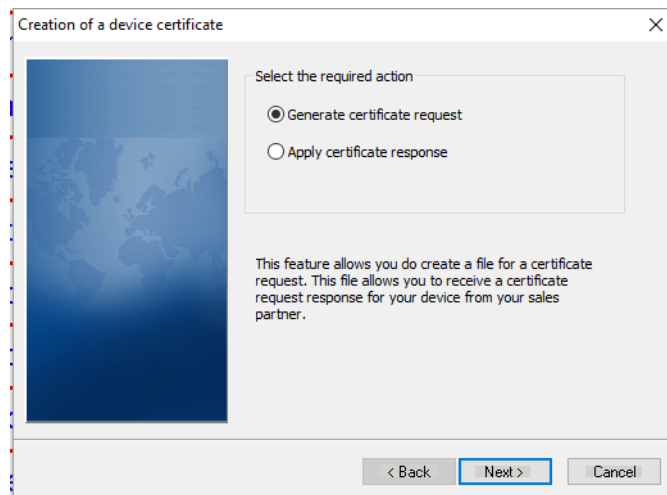 Creation of a device certificate
Select the required action
Generate certificate request
Apply certificate response
This feature allows you do create a file for a certificate
request. This file allows you to receive a certificate
request response for your device from your sales
partner.
< Back
Next >
Cancel